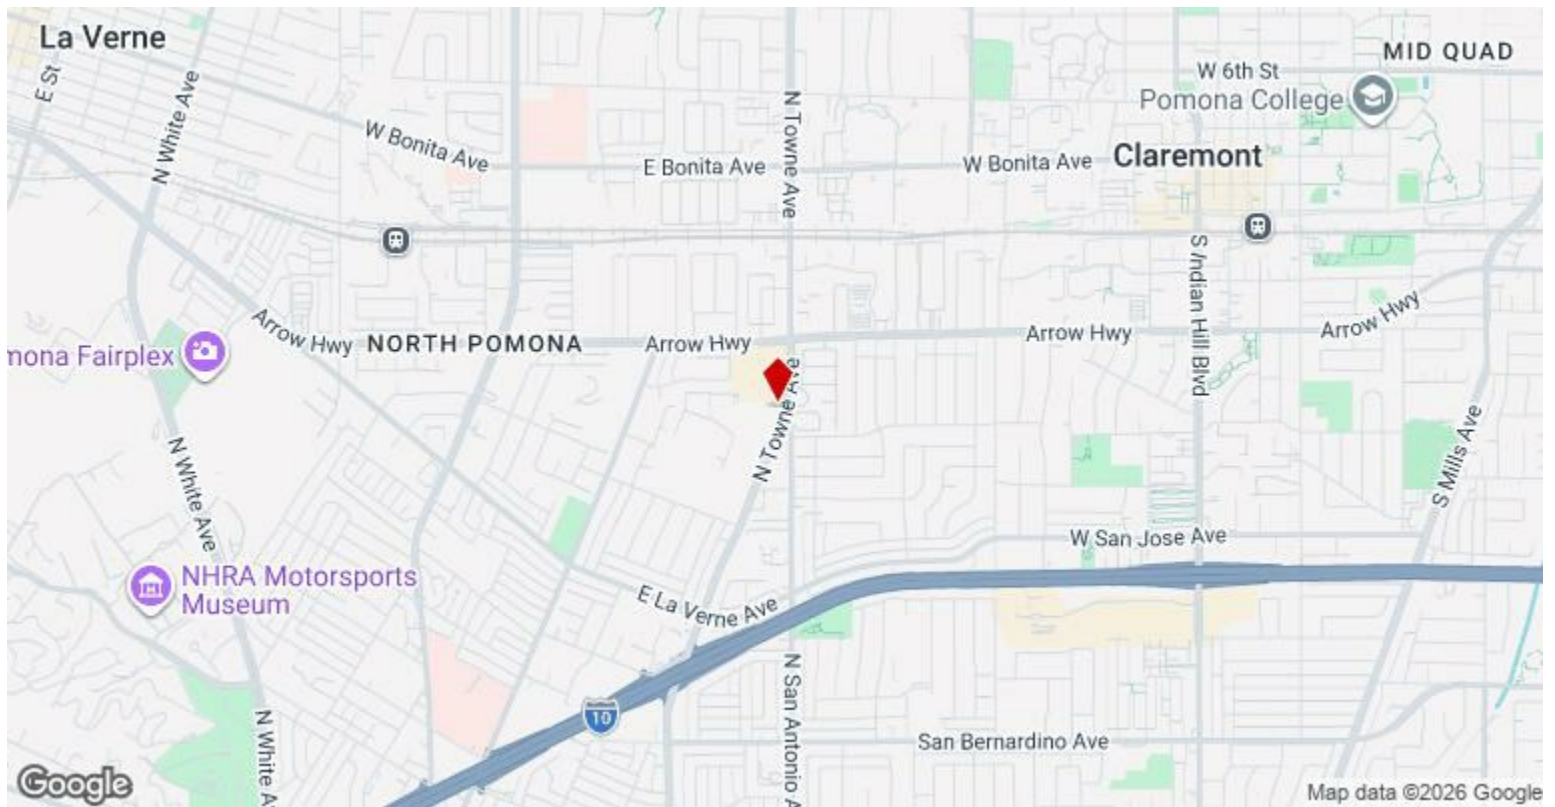 La Verne
MID QUAD
E St
N White Ave
W 6th St
Pomona College
N Towne Ave
W Bonita Ave
E Bonita Ave
W Bonita Ave
Claremont
S Indian Hill Blvd
Arrow Hwy
NORTH POMONA
Arrow Hwy
Arrow Hwy
Arrow Hwy
mona Fairplex
N Towne Ave
N White Ave
S Mills Ave
W San Jose Ave
NHRA Motorsports
Museum
E La Verne Ave
10
N San Antonio A
N White Av
San Bernardino Ave
Google
Map data ©2026 Google